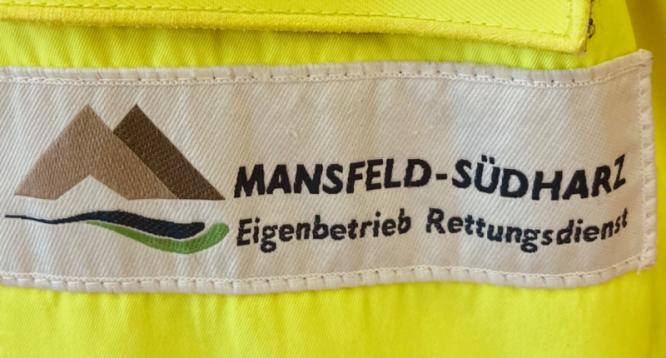 MANSFELD-SÜDHARZ
Eigenbetrieb Rettungsdienst